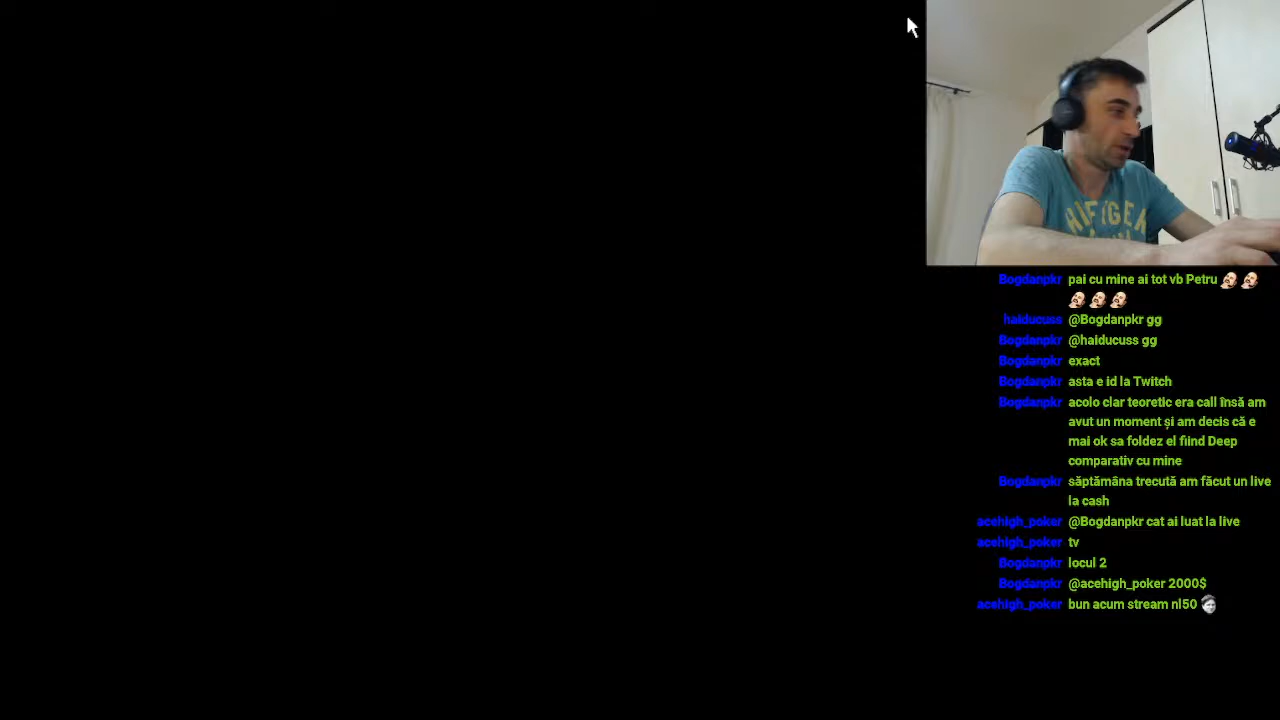 HILFIGER
Bogdanpkr pai cu mine ai tot vb Petru
haiducuss @Bogdanpkr gg
Bogdanpkr @haiducuss gg
Bogdanpkr exact
Bogdanpkr asta e id la Twitch
Bogdanpkr acolo clar teoretic era call însă am
avut un moment și am decis că e
mai ok sa foldez el fiind Deep
comparativ cu mine
Bogdanpkr săptămâna trecută am făcut un live
la cash
acehigh_poker @Bogdanpkr cat ai luat la live
acehigh_poker tv
Bogdanpkr locul 2
Bogdanpkr @acehigh_poker 2000$
acehigh_poker bun acum stream nl50